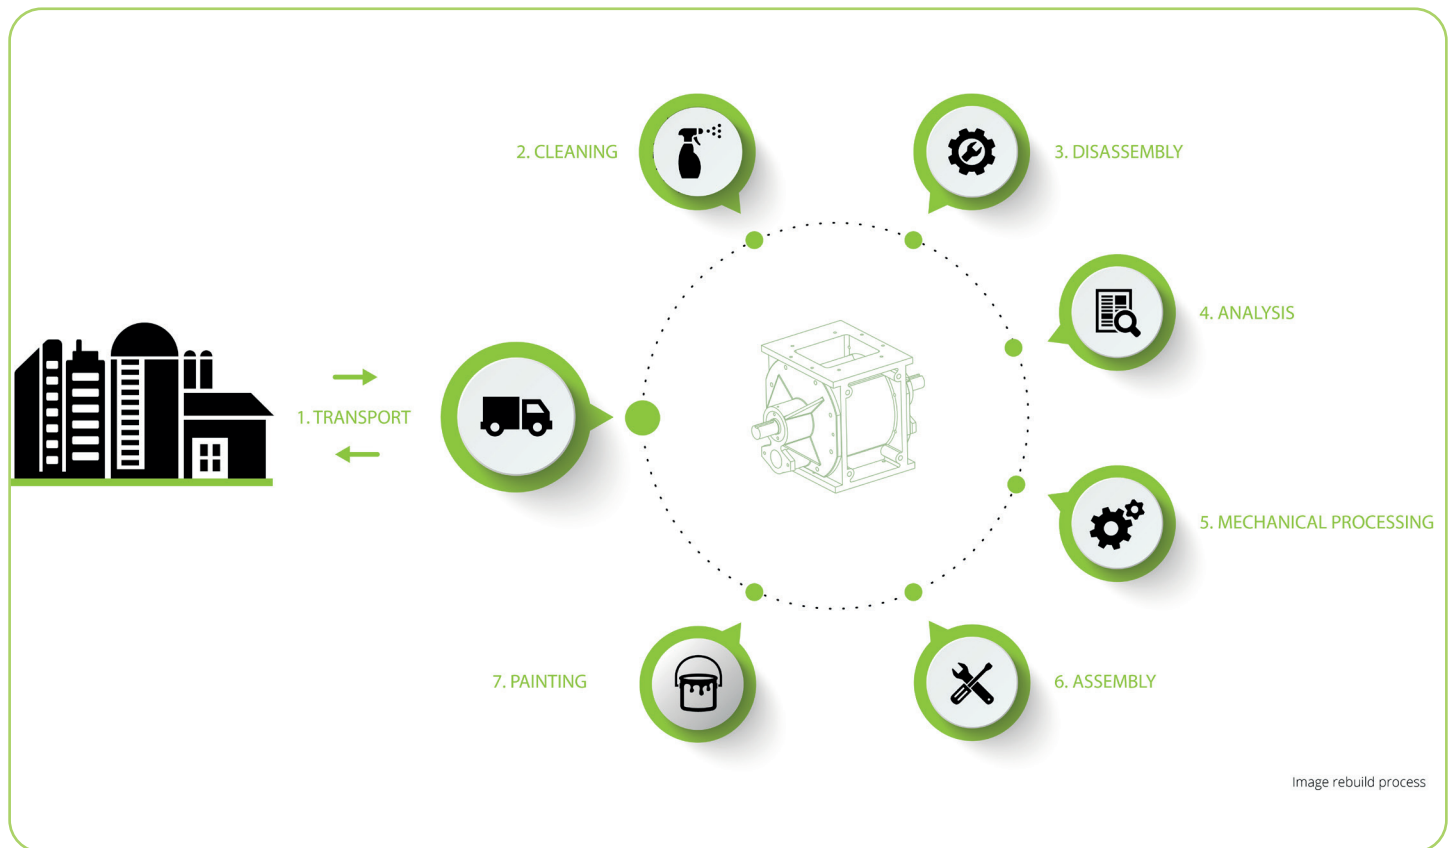 1. TRANSPORT
2. CLEANING
3. DISASSEMBLY
4. ANALYSIS
5. MECHANICAL PROCESSING
6. ASSEMBLY
7. PAINTING
Image rebuild process